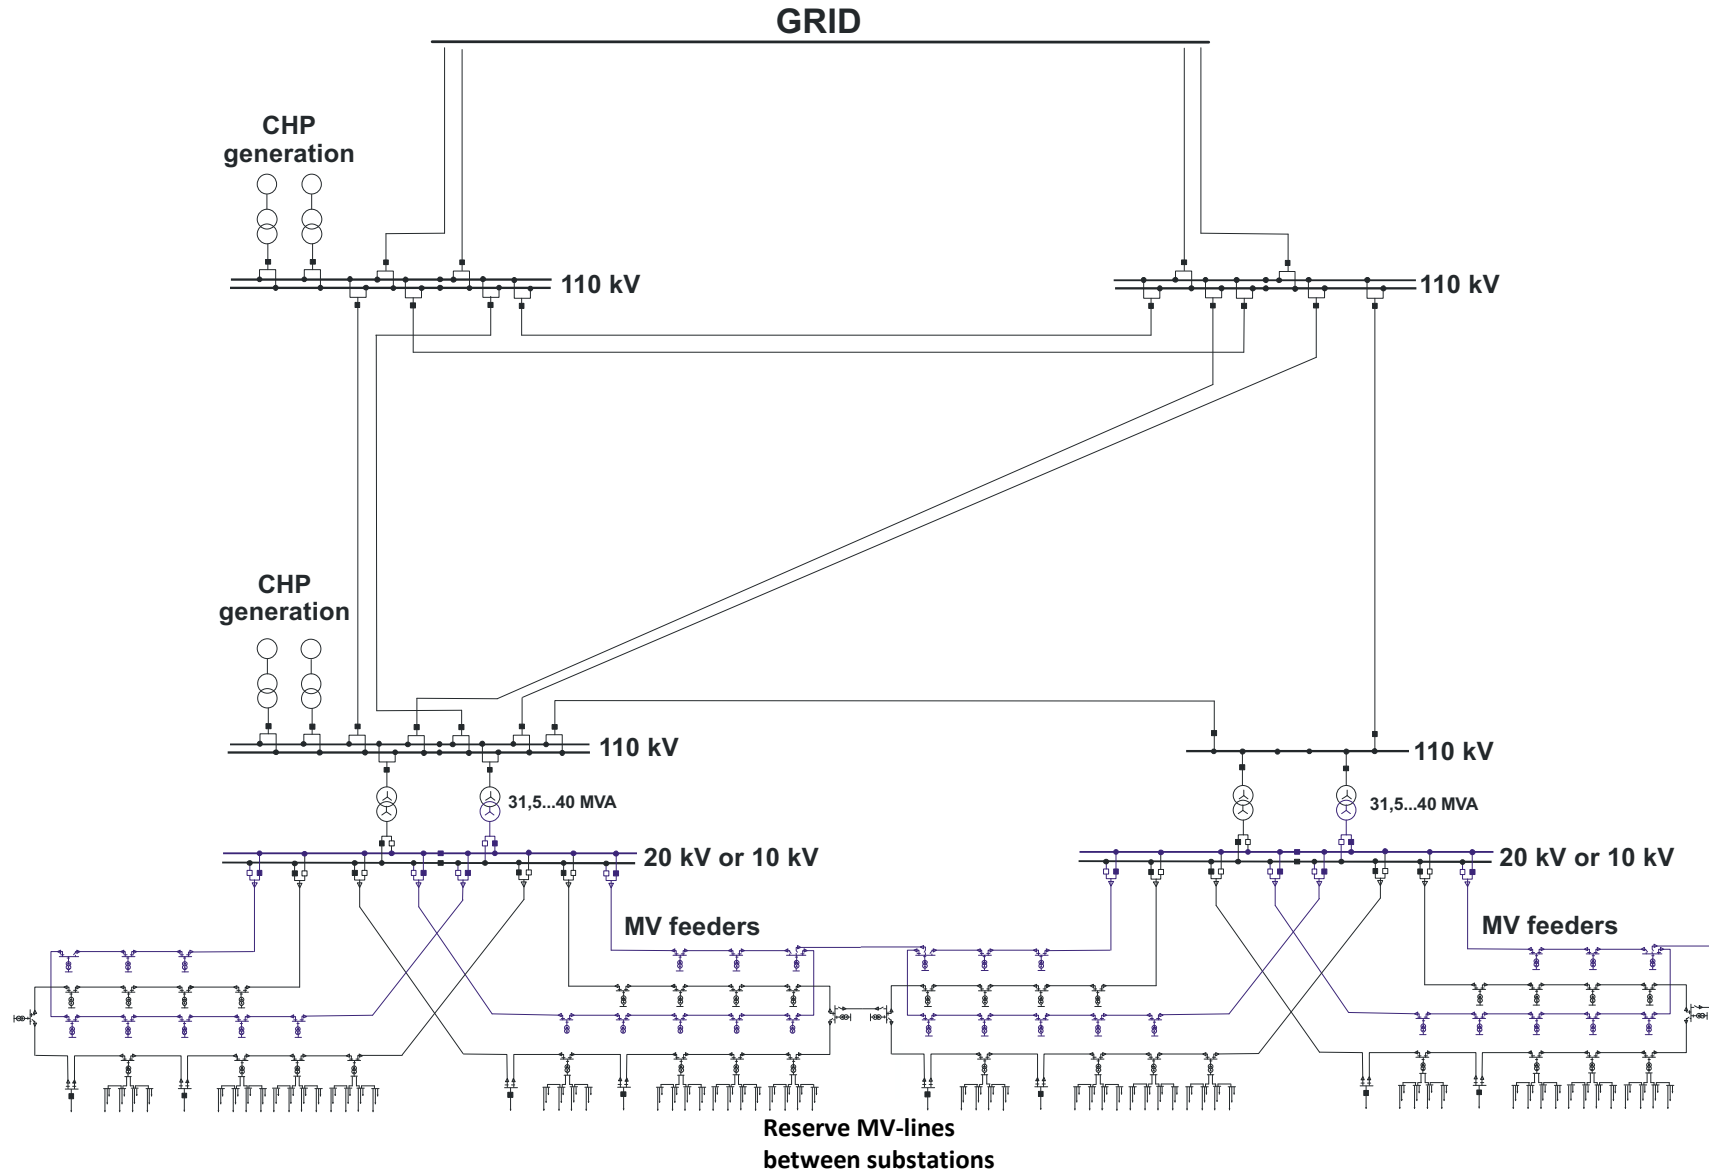 GRID
CHP
generation
110 kV
110 kV
CHP
generation
110 kV
110 kV
31,5...40 MVA
31,5...40 MVA
20 kV or 10 kV
20 kV or 10 kV
MV feeders
MV feeders
Reserve MV-lines
between substations